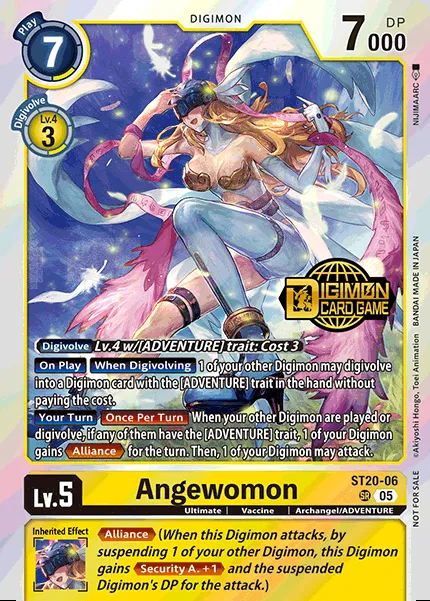 Play
7
DIGIMON
7000
DP
Digivolve
Lv.4
3
NIJIMAARC
DIGIMON
CARD GAME
Digivolve Lv.4 w/[ADVENTURE] trait: Cost 3
On Play When Digivolving 1 of your other Digimon may digivolve
into a Digimon card with the [ADVENTURE] trait in the hand without
paying the cost.
Your Turn Once Per Turn When your other Digimon are played or
digivolve, if any of them have the [ADVENTURE] trait, 1 of your Digimon
gains Alliance for the turn. Then, 1 of your Digimon may attack.
©Akiyoshi Hongo, Toei Animation BANDAI MADE IN JAPAN
NOT FOR SALE
Lv.5
Angewomon
ST20-06
SR 05
Ultimate | Vaccine | Archangel/ADVENTURE
Inherited Effect
Alliance (When this Digimon attacks, by
suspending 1 of your other Digimon, this Digimon
gains Security A. +1 and the suspended
Digimon's DP for the attack.)